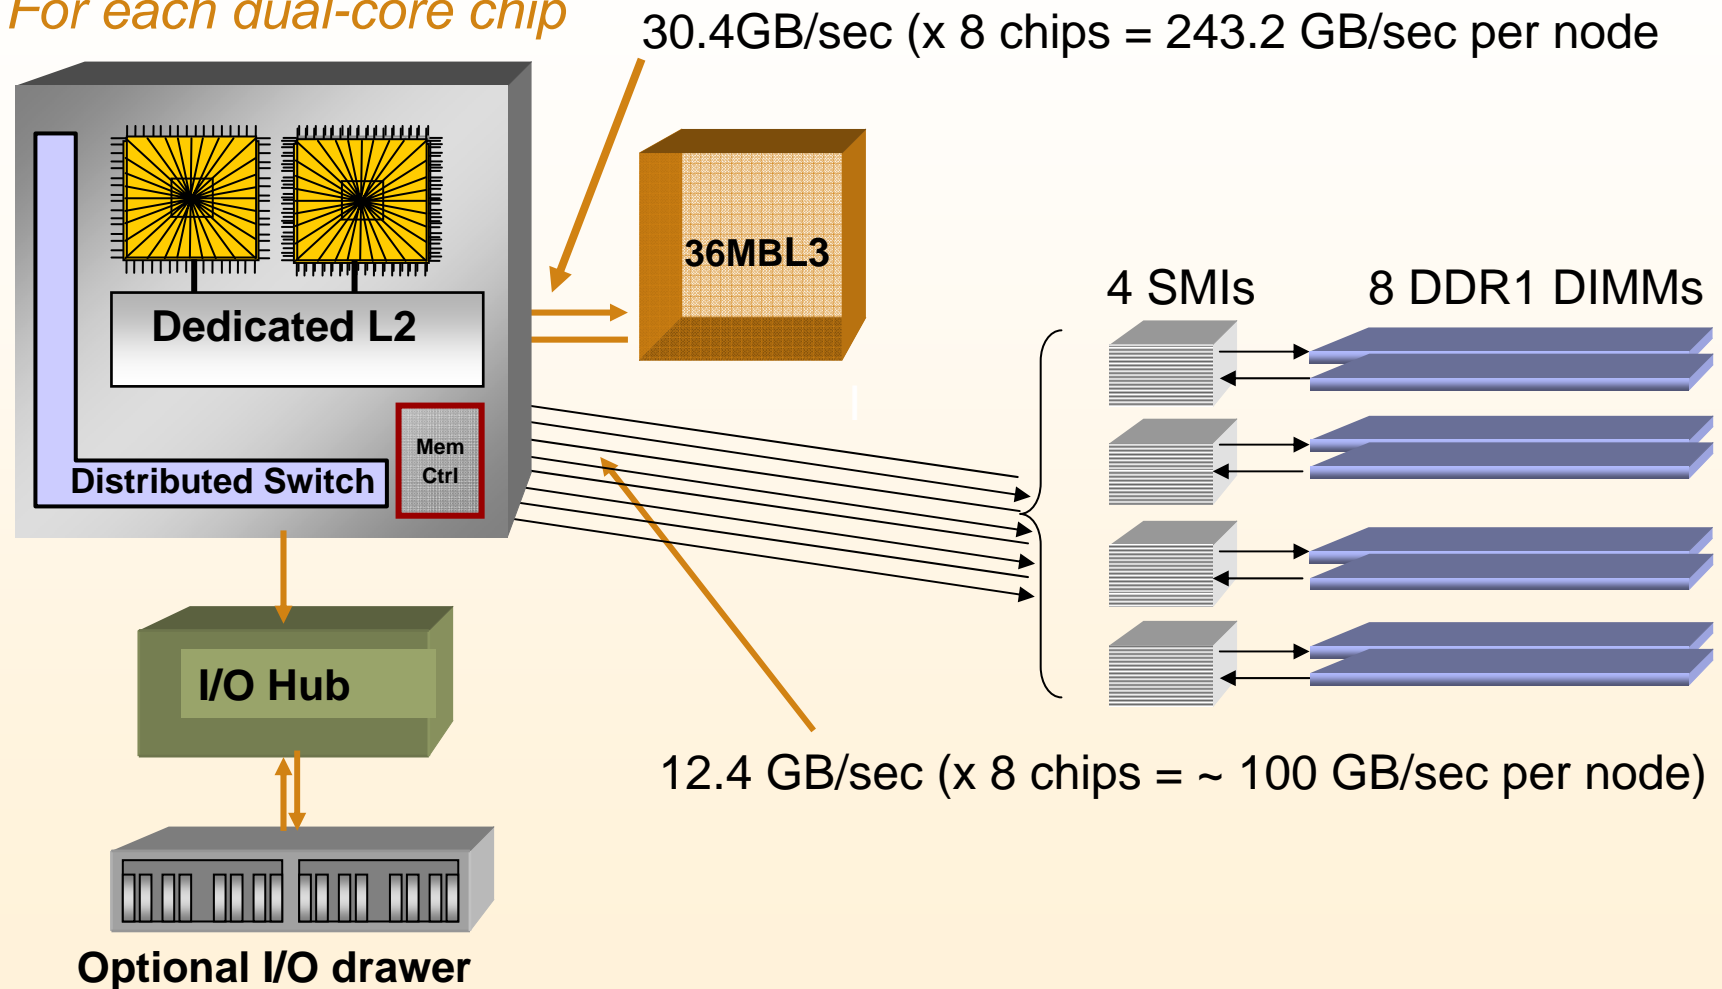 For each dual-core chip
30.4GB/sec (x 8 chips = 243.2 GB/sec per node
36MBL3
4 SMIs
8 DDR1 DIMMs
Dedicated L2
Mem
Ctrl
Distributed Switch
I/O Hub
12.4 GB/sec (x 8 chips = ~ 100 GB/sec per node)
Optional I/O drawer